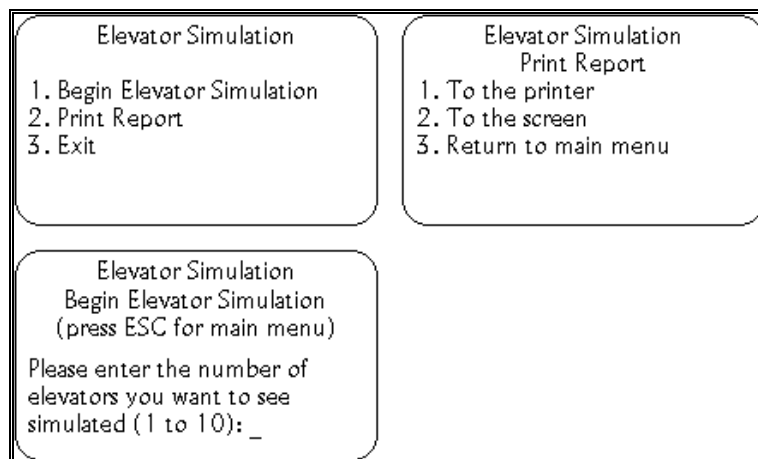 Elevator Simulation
1. Begin Elevator Simulation
2. Print Report
3. Exit
Elevator Simulation
Print Report
1. To the printer
2. To the screen
3. Return to main menu
Elevator Simulation
Begin Elevator Simulation
(press ESC for main menu)
Please enter the number of
elevators you want to see
simulated (1 to 10): _